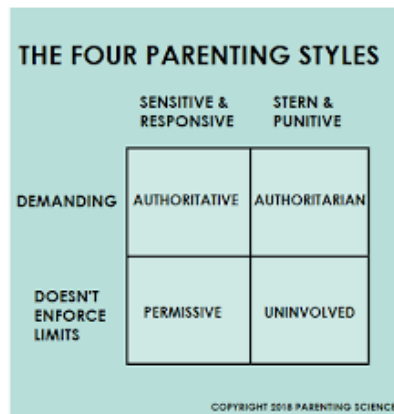 THE FOUR PARENTING STYLES
SENSITIVE & STERN &
RESPONSIVE PUNITIVE
DEMANDING AUTHORITATIVE AUTHORITARIAN
DOESN'T
ENFORCE PERMISSIVE UNINVOLVED
LIMITS
COPYRIGHT 2018 PARENTING SCIENCE